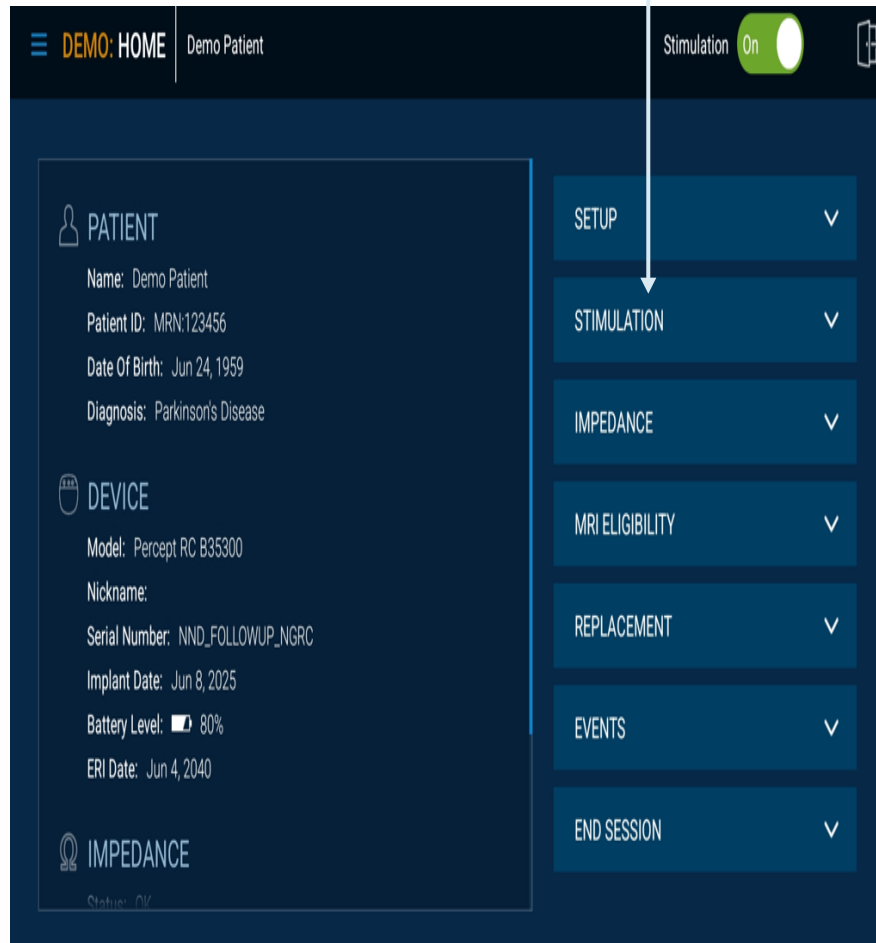 DEMO: HOME Demo Patient Stimulation On
PATIENT
Name: Demo Patient
Patient ID: MRN:123456
Date Of Birth: Jun 24, 1959
Diagnosis: Parkinson's Disease
DEVICE
Model: Percept RC B35300
Nickname:
Serial Number: NND_FOLLOWUP_NGRC
Implant Date: Jun 8, 2025
Battery Level: 80%
ERI Date: Jun 4, 2040
IMPEDANCE
Status: OK
SETUP
STIMULATION
IMPEDANCE
MRI ELIGIBILITY
REPLACEMENT
EVENTS
END SESSION